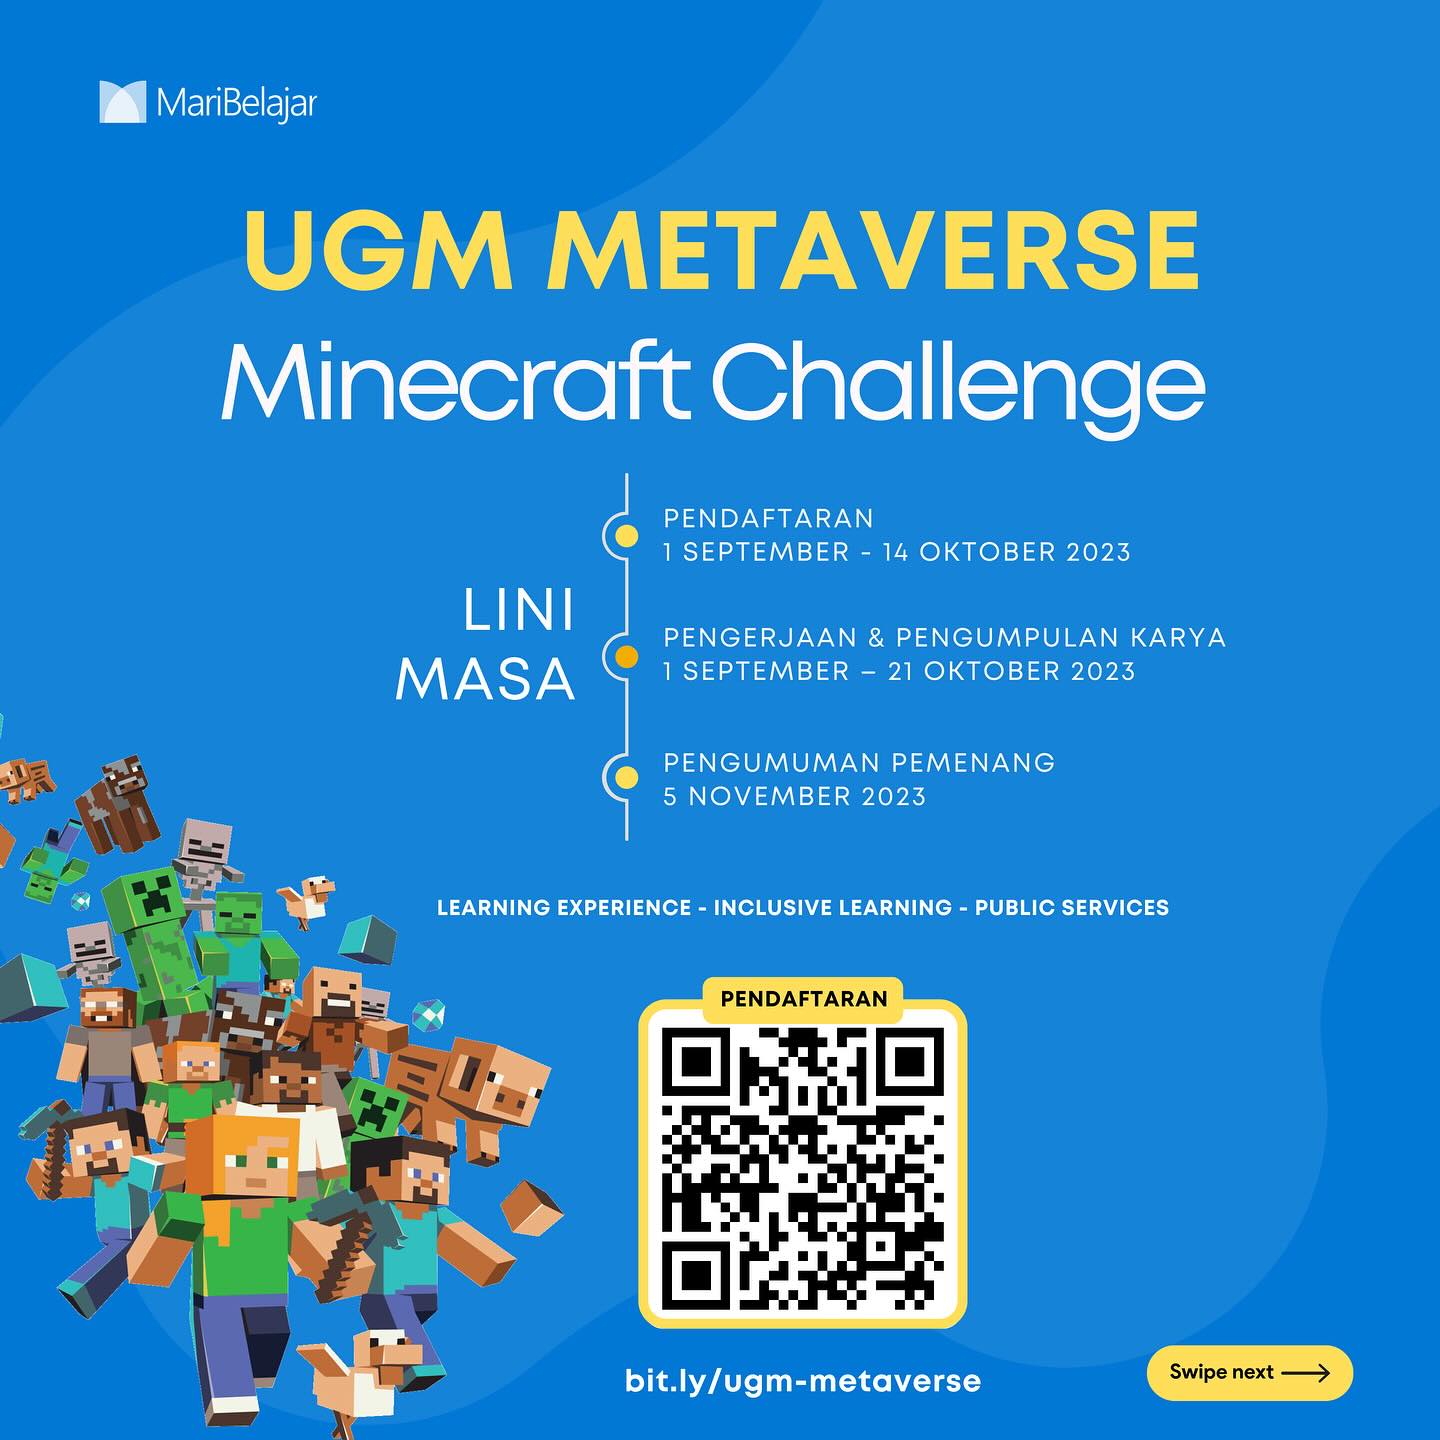 MariBelajar
UGM METAVERSE
Minecraft Challenge
LINI
MASA
PENDAFTARAN
1 SEPTEMBER - 14 OKTOBER 2023
PENGERJAAN & PENGUMPULAN KARYA
1 SEPTEMBER – 21 OKTOBER 2023
PENGUMUMAN PEMENANG
5 NOVEMBER 2023
LEARNING EXPERIENCE - INCLUSIVE LEARNING - PUBLIC SERVICES
PENDAFTARAN
bit.ly/ugm-metaverse
Swipe next